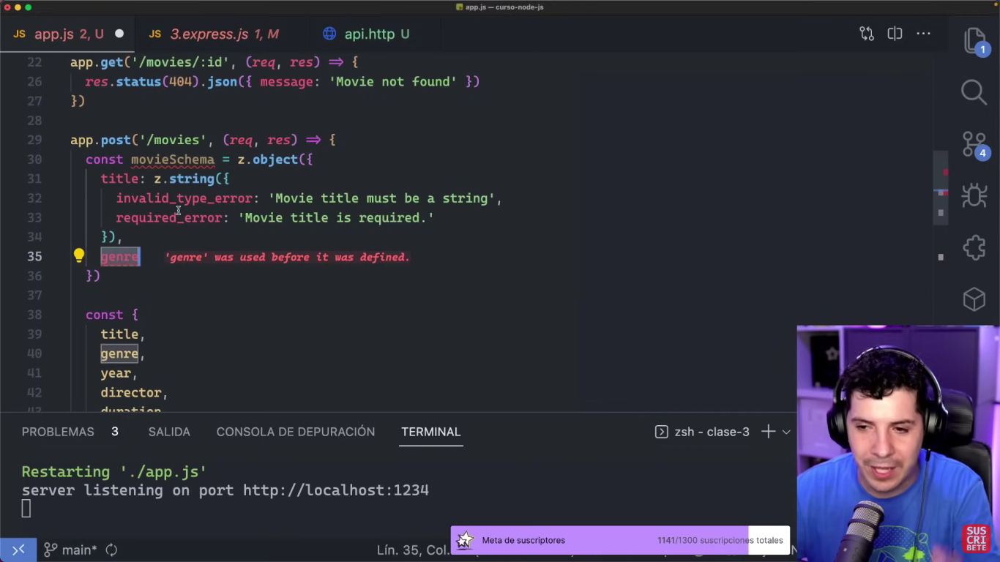 app.js — curso-node-js
JS app.js 2, U
JS 3.express.js 1, M
api.http U
1
4
22 app.get('/movies/:id', (req, res) => {
26 res.status(404).json({ message: 'Movie not found' })
27 })
28
29 app.post('/movies', (req, res) => {
30 const movieSchema = z.object({
31 title: z.string({
32 invalid_type_error: 'Movie title must be a string',
33 required_error: 'Movie title is required.'
34 }),
35 genre 'genre' was used before it was defined.
36 })
37
38 const {
39 title,
40 genre,
41 year,
42 director,
43 duration
PROBLEMAS 3 SALIDA CONSOLA DE DEPURACIÓN TERMINAL
zsh - clase-3
Restarting './app.js'
server listening on port http://localhost:1234
main*
Lín. 35, Col.
Meta de suscriptores 1141/1300 suscripciones totales
SUS
CRI
BETE